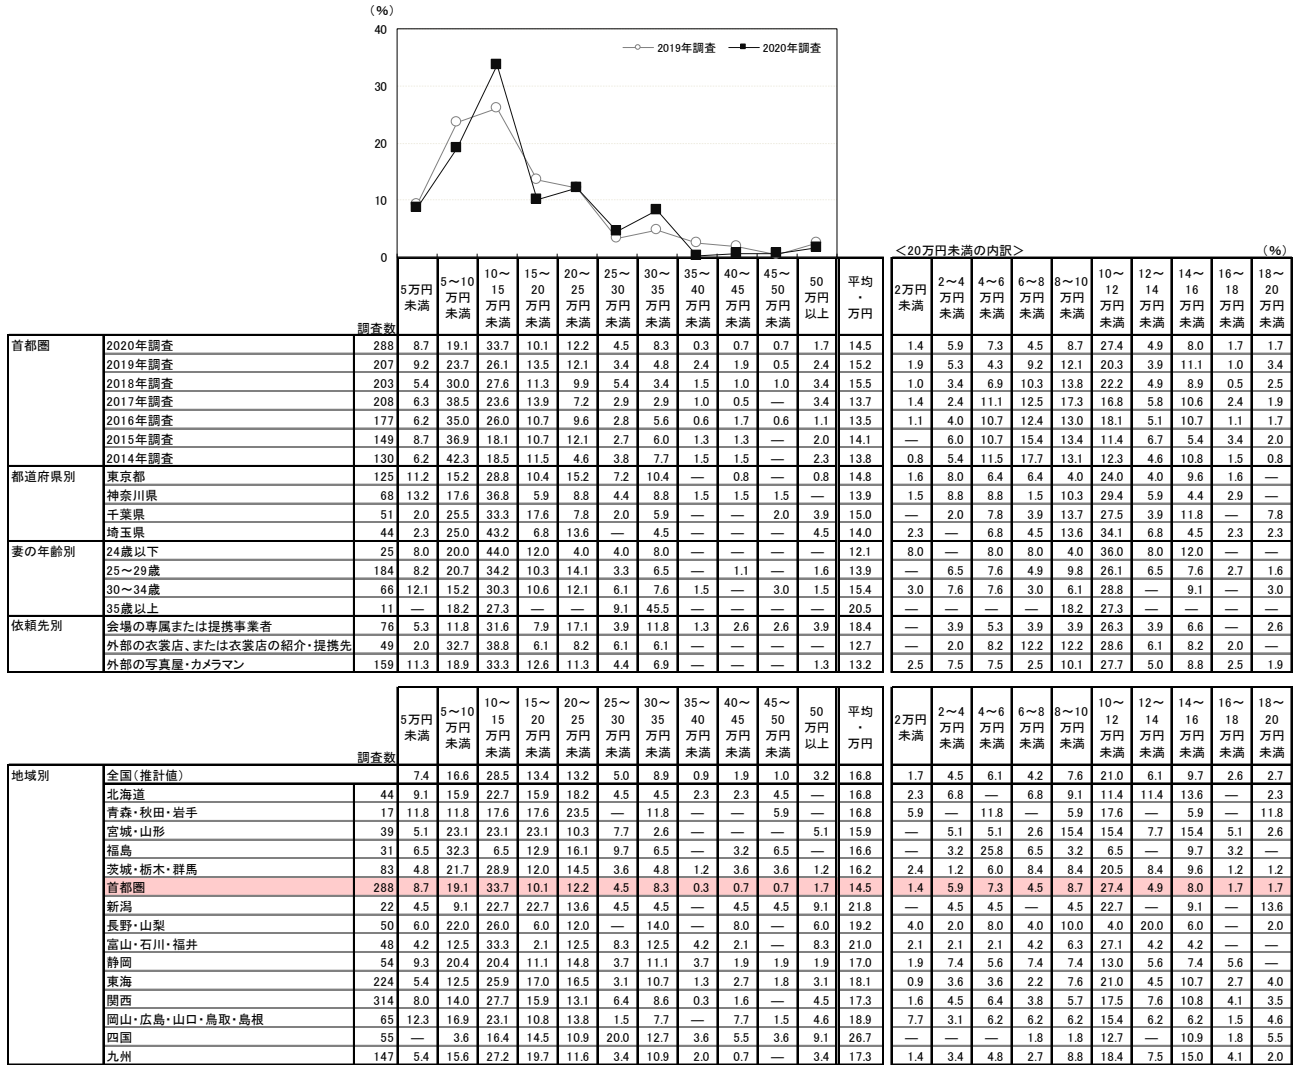 (%)
40
30
20
10
0
2019年調査 2020年調査
<20万円未満の内訳> (%)
調査数 5万円未満 5~10万円未満 10~15万円未満 15~20万円未満 20~25万円未満 25~30万円未満 30~35万円未満 35~40万円未満 40~45万円未満 45~50万円未満 50万円以上 平均・万円 2万円未満 2~4万円未満 4~6万円未満 6~8万円未満 8~10万円未満 10~12万円未満 12~14万円未満 14~16万円未満 16~18万円未満 18~20万円未満
首都圏 2020年調査 288 8.7 19.1 33.7 10.1 12.2 4.5 8.3 0.3 0.7 0.7 1.7 14.5 1.4 5.9 7.3 4.5 8.7 27.4 4.9 8.0 1.7 1.7
2019年調査 207 9.2 23.7 26.1 13.5 12.1 3.4 4.8 2.4 1.9 0.5 2.4 15.2 1.9 5.3 4.3 9.2 12.1 20.3 3.9 11.1 1.0 3.4
2018年調査 203 5.4 30.0 27.6 11.3 9.9 5.4 3.4 1.5 1.0 1.0 3.4 15.5 1.0 3.4 6.9 10.3 13.8 22.2 4.9 8.9 0.5 2.5
2017年調査 208 6.3 38.5 23.6 13.9 7.2 2.9 2.9 1.0 0.5 — 3.4 13.7 1.4 2.4 11.1 12.5 17.3 16.8 5.8 10.6 2.4 1.9
2016年調査 177 6.2 35.0 26.0 10.7 9.6 2.8 5.6 0.6 1.7 0.6 1.1 13.5 1.1 4.0 10.7 12.4 13.0 18.1 5.1 10.7 1.1 1.7
2015年調査 149 8.7 36.9 18.1 10.7 12.1 2.7 6.0 1.3 1.3 — 2.0 14.1 — 6.0 10.7 15.4 13.4 11.4 6.7 5.4 3.4 2.0
2014年調査 130 6.2 42.3 18.5 11.5 4.6 3.8 7.7 1.5 1.5 — 2.3 13.8 0.8 5.4 11.5 17.7 13.1 12.3 4.6 10.8 1.5 0.8
都道府県別 東京都 125 11.2 15.2 28.8 10.4 15.2 7.2 10.4 — 0.8 — 0.8 14.8 1.6 8.0 6.4 6.4 4.0 24.0 4.0 9.6 1.6 —
神奈川県 68 13.2 17.6 36.8 5.9 8.8 4.4 8.8 1.5 1.5 1.5 — 13.9 1.5 8.8 8.8 1.5 10.3 29.4 5.9 4.4 2.9 —
千葉県 51 2.0 25.5 33.3 17.6 7.8 2.0 5.9 — — 2.0 3.9 15.0 — 2.0 7.8 3.9 13.7 27.5 3.9 11.8 — 7.8
埼玉県 44 2.3 25.0 43.2 6.8 13.6 — 4.5 — — — 4.5 14.0 2.3 — 6.8 4.5 13.6 34.1 6.8 4.5 2.3 2.3
妻の年齢別 24歳以下 25 8.0 20.0 44.0 12.0 4.0 4.0 8.0 — — — — 12.1 8.0 — 8.0 8.0 4.0 36.0 8.0 12.0 — —
25~29歳 184 8.2 20.7 34.2 10.3 14.1 3.3 6.5 — 1.1 — 1.6 13.9 — 6.5 7.6 4.9 9.8 26.1 6.5 7.6 2.7 1.6
30~34歳 66 12.1 15.2 30.3 10.6 12.1 6.1 7.6 1.5 — 3.0 1.5 15.4 3.0 7.6 7.6 3.0 6.1 28.8 — 9.1 — 3.0
35歳以上 11 — 18.2 27.3 — — 9.1 45.5 — — — — 20.5 — — — — 18.2 27.3 — — — —
依頼先別 会場の専属または提携事業者 76 5.3 11.8 31.6 7.9 17.1 3.9 11.8 1.3 2.6 2.6 3.9 18.4 — 3.9 5.3 3.9 3.9 26.3 3.9 6.6 — 2.6
外部の衣裳店、または衣裳店の紹介・提携先 49 2.0 32.7 38.8 6.1 8.2 6.1 6.1 — — — — 12.7 — 2.0 8.2 12.2 12.2 28.6 6.1 8.2 2.0 —
外部の写真屋・カメラマン 159 11.3 18.9 33.3 12.6 11.3 4.4 6.9 — — — 1.3 13.2 2.5 7.5 7.5 2.5 10.1 27.7 5.0 8.8 2.5 1.9
調査数 5万円未満 5~10万円未満 10~15万円未満 15~20万円未満 20~25万円未満 25~30万円未満 30~35万円未満 35~40万円未満 40~45万円未満 45~50万円未満 50万円以上 平均・万円 2万円未満 2~4万円未満 4~6万円未満 6~8万円未満 8~10万円未満 10~12万円未満 12~14万円未満 14~16万円未満 16~18万円未満 18~20万円未満
地域別 全国(推計値) 7.4 16.6 28.5 13.4 13.2 5.0 8.9 0.9 1.9 1.0 3.2 16.8 1.7 4.5 6.1 4.2 7.6 21.0 6.1 9.7 2.6 2.7
北海道 44 9.1 15.9 22.7 15.9 18.2 4.5 4.5 2.3 2.3 4.5 — 16.8 2.3 6.8 — 6.8 9.1 11.4 11.4 13.6 — 2.3
青森・秋田・岩手 17 11.8 11.8 17.6 17.6 23.5 — 11.8 — — 5.9 — 16.8 5.9 — 11.8 — 5.9 17.6 — 5.9 — 11.8
宮城・山形 39 5.1 23.1 23.1 23.1 10.3 7.7 2.6 — — — 5.1 15.9 — 5.1 5.1 2.6 15.4 15.4 7.7 15.4 5.1 2.6
福島 31 6.5 32.3 6.5 12.9 16.1 9.7 6.5 — 3.2 6.5 — 16.6 — 3.2 25.8 6.5 3.2 6.5 — 9.7 3.2 —
茨城・栃木・群馬 83 4.8 21.7 28.9 12.0 14.5 3.6 4.8 1.2 3.6 3.6 1.2 16.2 2.4 1.2 6.0 8.4 8.4 20.5 8.4 9.6 1.2 1.2
首都圏 288 8.7 19.1 33.7 10.1 12.2 4.5 8.3 0.3 0.7 0.7 1.7 14.5 1.4 5.9 7.3 4.5 8.7 27.4 4.9 8.0 1.7 1.7
新潟 22 4.5 9.1 22.7 22.7 13.6 4.5 4.5 — 4.5 4.5 9.1 21.8 — 4.5 4.5 — 4.5 22.7 — 9.1 — 13.6
長野・山梨 50 6.0 22.0 26.0 6.0 12.0 — 14.0 — 8.0 — 6.0 19.2 4.0 2.0 8.0 4.0 10.0 4.0 20.0 6.0 — 2.0
富山・石川・福井 48 4.2 12.5 33.3 2.1 12.5 8.3 12.5 4.2 2.1 — 8.3 21.0 2.1 2.1 2.1 4.2 6.3 27.1 4.2 4.2 — —
静岡 54 9.3 20.4 20.4 11.1 14.8 3.7 11.1 3.7 1.9 1.9 1.9 17.0 1.9 7.4 5.6 7.4 7.4 13.0 5.6 7.4 5.6 —
東海 224 5.4 12.5 25.9 17.0 16.5 3.1 10.7 1.3 2.7 1.8 3.1 18.1 0.9 3.6 3.6 2.2 7.6 21.0 4.5 10.7 2.7 4.0
関西 314 8.0 14.0 27.7 15.9 13.1 6.4 8.6 0.3 1.6 — 4.5 17.3 1.6 4.5 6.4 3.8 5.7 17.5 7.6 10.8 4.1 3.5
岡山・広島・山口・鳥取・島根 65 12.3 16.9 23.1 10.8 13.8 1.5 7.7 — 7.7 1.5 4.6 18.9 7.7 3.1 6.2 6.2 6.2 15.4 6.2 6.2 1.5 4.6
四国 55 — 3.6 16.4 14.5 10.9 20.0 12.7 3.6 5.5 3.6 9.1 26.7 — — — 1.8 1.8 12.7 — 10.9 1.8 5.5
九州 147 5.4 15.6 27.2 19.7 11.6 3.4 10.9 2.0 0.7 — 3.4 17.3 1.4 3.4 4.8 2.7 8.8 18.4 7.5 15.0 4.1 2.0